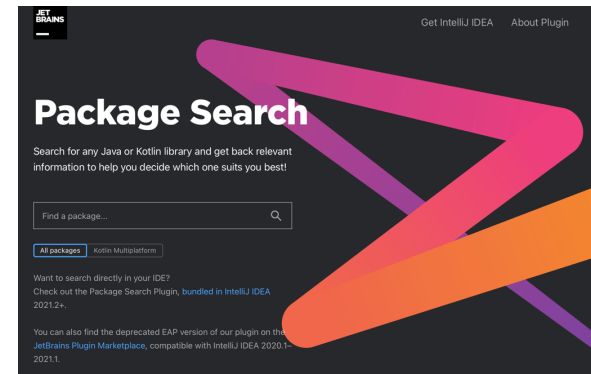 JET
BRAINS
Get IntelliJ IDEA About Plugin
Package Search
Search for any Java or Kotlin library and get back relevant
information to help you decide which one suits you best!
Find a package...
All packages Kotlin Multiplatform
Want to search directly in your IDE?
Check out the Package Search Plugin, bundled in IntelliJ IDEA
2021.2+.
You can also find the deprecated EAP version of our plugin on the
JetBrains Plugin Marketplace, compatible with IntelliJ IDEA 2020.1–
2021.1.